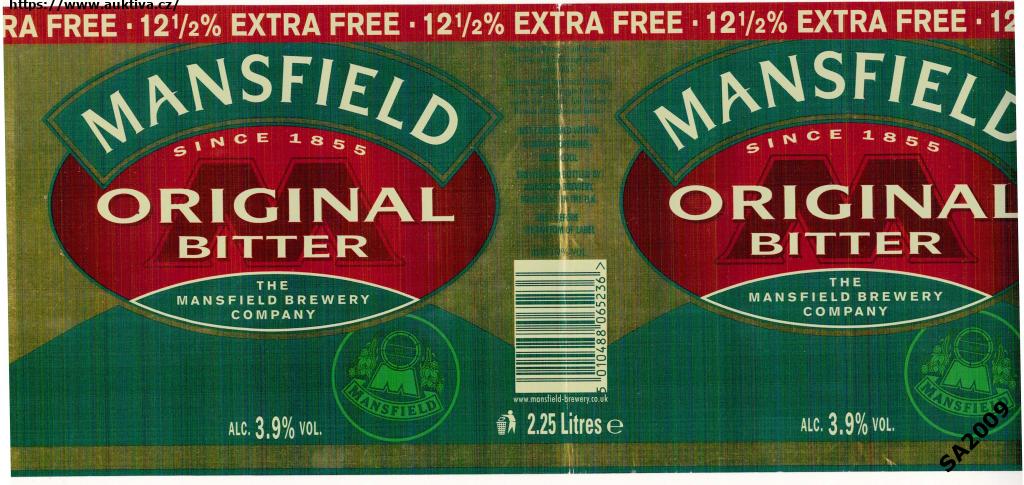 https://www.auktiva.cz/
RA FREE · 12½% EXTRA FREE · 12½% EXTRA FREE · 12½% EXTRA FREE · 12
MANSFIELD
SINCE 1855
ORIGINAL
BITTER
THE
MANSFIELD BREWERY
COMPANY
MANSFIELD
ALC. 3.9% VOL.
5 010488 065236 >
www.mansfield-brewery.co.uk
2.25 Litres e
MANSFIELD
SINCE 1855
ORIGINAL
BITTER
THE
MANSFIELD BREWERY
COMPANY
MANSFIELD
ALC. 3.9% VOL.
SA2009